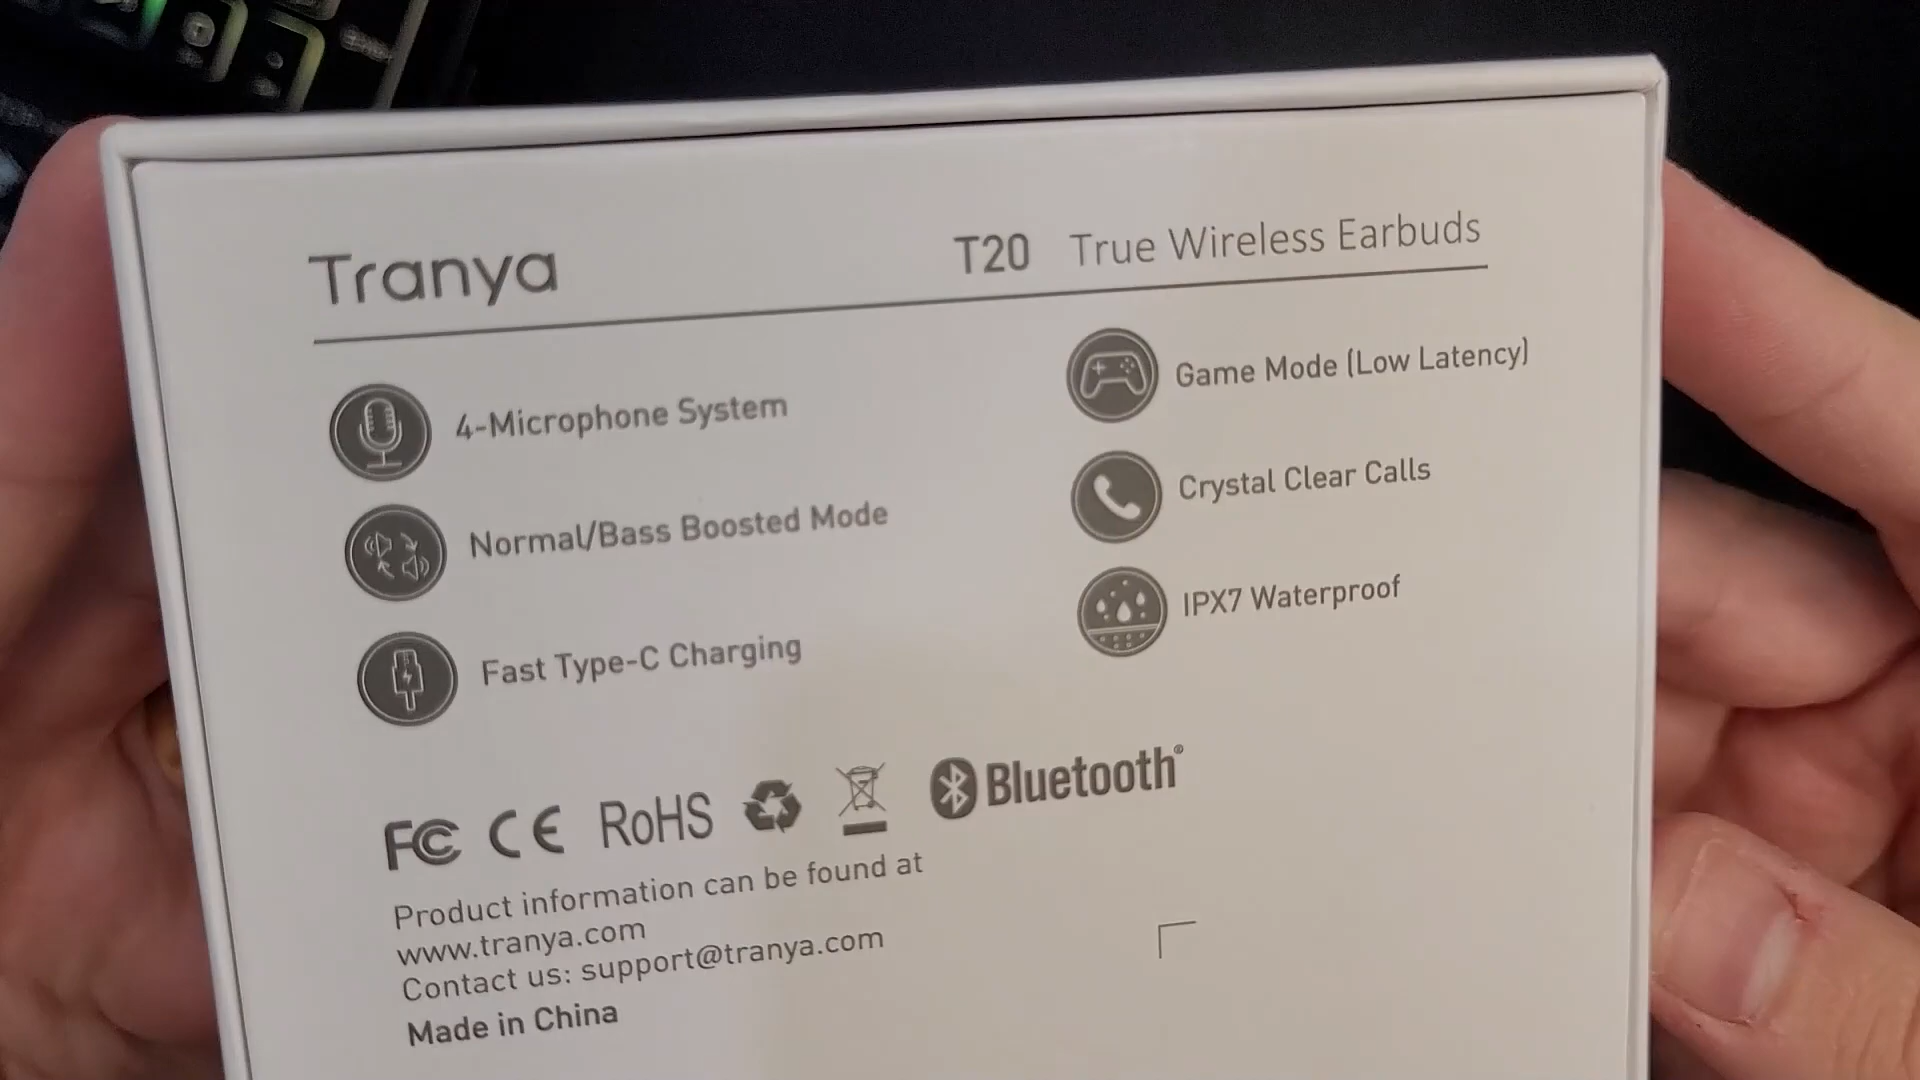 Tranya
T20 True Wireless Earbuds
4-Microphone System
Game Mode (Low Latency)
Normal/Bass Boosted Mode
Crystal Clear Calls
Fast Type-C Charging
IPX7 Waterproof
FC CE RoHS Bluetooth®
Product information can be found at
www.tranya.com
Contact us: support@tranya.com
Made in China